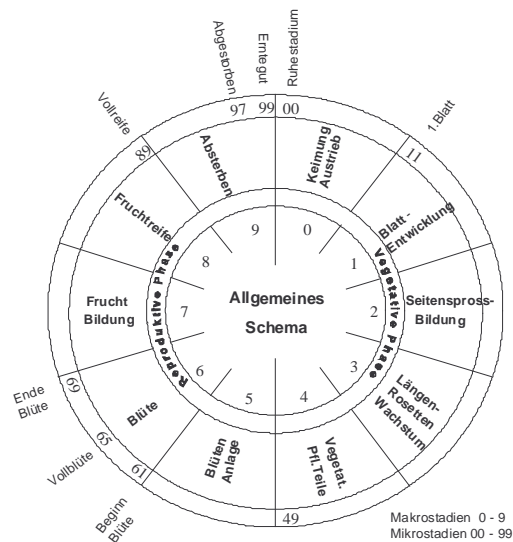 Abgestorben
Erntegut
Ruhestadium
97
99
00
Vollreife
89
1.Blatt
11
Absterben
Keimung
Austrieb
Fruchtreife
Blatt -
Entwicklung
Reproduktive Phase
Vegetative Phase
9
0
8
1
Frucht
Bildung
7
Allgemeines
Schema
2
Seitenspross-
Bildung
6
3
5
4
Längen-
Rosetten
Wachstum
Ende
Blüte
69
Blüte
Blüten
Anlage
Vegetat.
Pfl.Teile
Vollblüte
65
61
Beginn
Blüte
49
Makrostadien 0 - 9
Mikrostadien 00 - 99